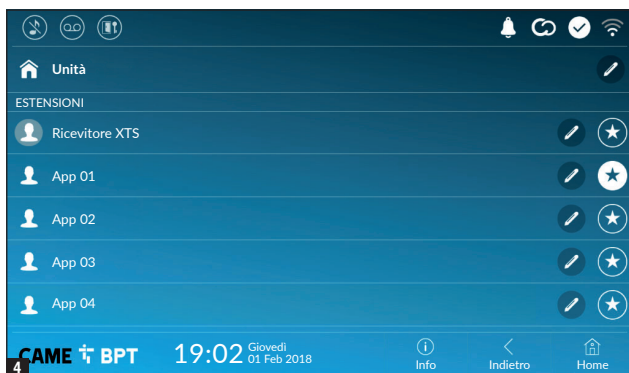 Unità
ESTENSIONI
Ricevitore XTS
App 01
App 02
App 03
App 04
4
CAME BPT
19:02 Giovedì
01 Feb 2018
Info
Indietro
Home